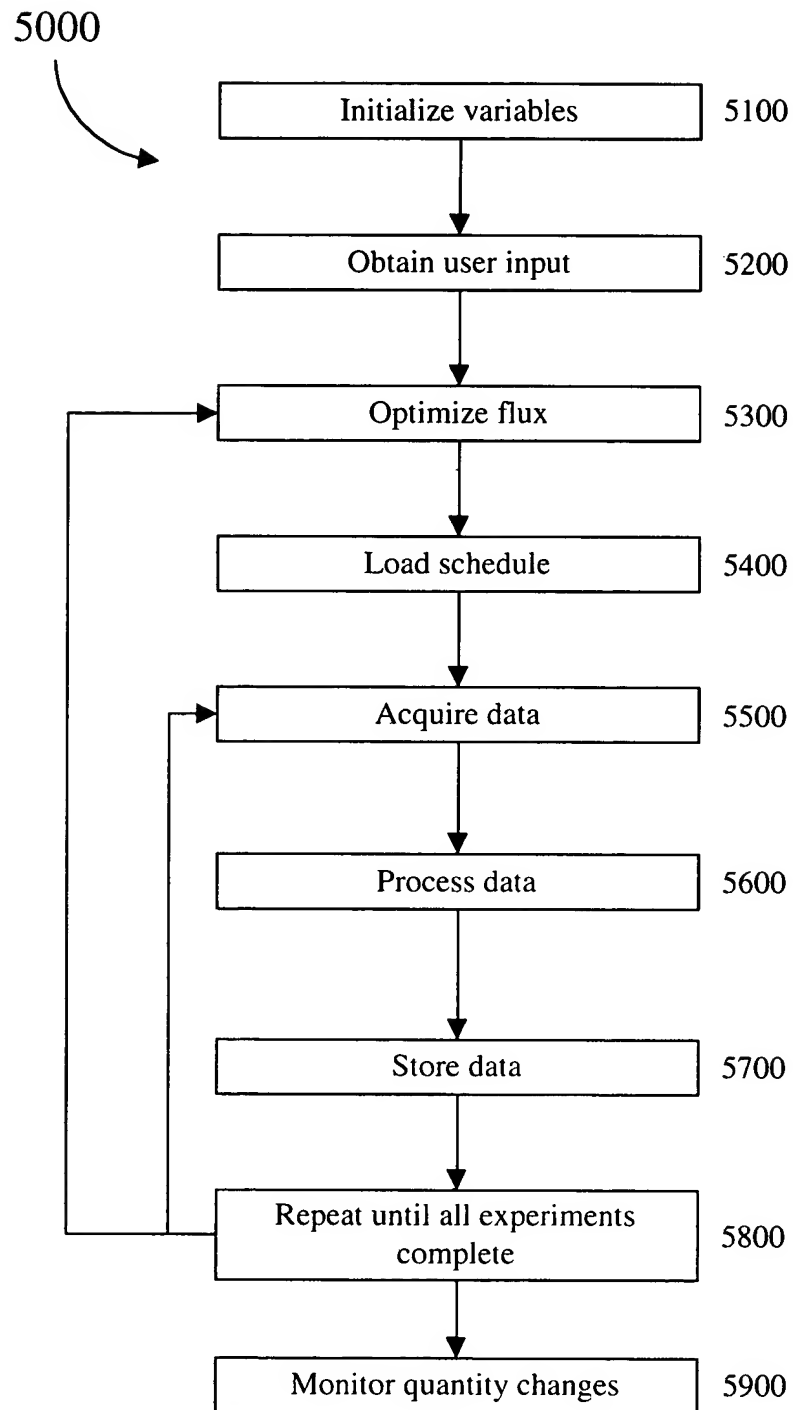 5000
Initialize variables 5100
Obtain user input 5200
Optimize flux 5300
Load schedule 5400
Acquire data 5500
Process data 5600
Store data 5700
Repeat until all experiments
complete 5800
Monitor quantity changes 5900